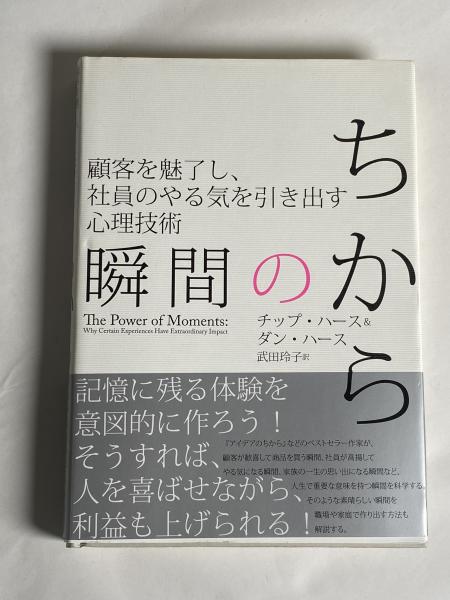 顧客を魅了し、
社員のやる気を引き出す
心理技術
瞬間のちから
The Power of Moments:
Why Certain Experiences Have Extraordinary Impact
チップ・ハース&
ダン・ハース
武田玲子 訳
記憶に残る体験を
意図的に作ろう！
そうすれば、
人を喜ばせながら、
利益も上げられる！
『アイデアのちから』などのベストセラー作家が、
顧客が歓喜して商品を買う瞬間、社員が高揚して
やる気になる瞬間、家族の一生の思い出になる瞬間など、
人生で重要な意味を持つ瞬間を科学する。
そのような素晴らしい瞬間を
職場や家庭で作り出す方法も
解説する。